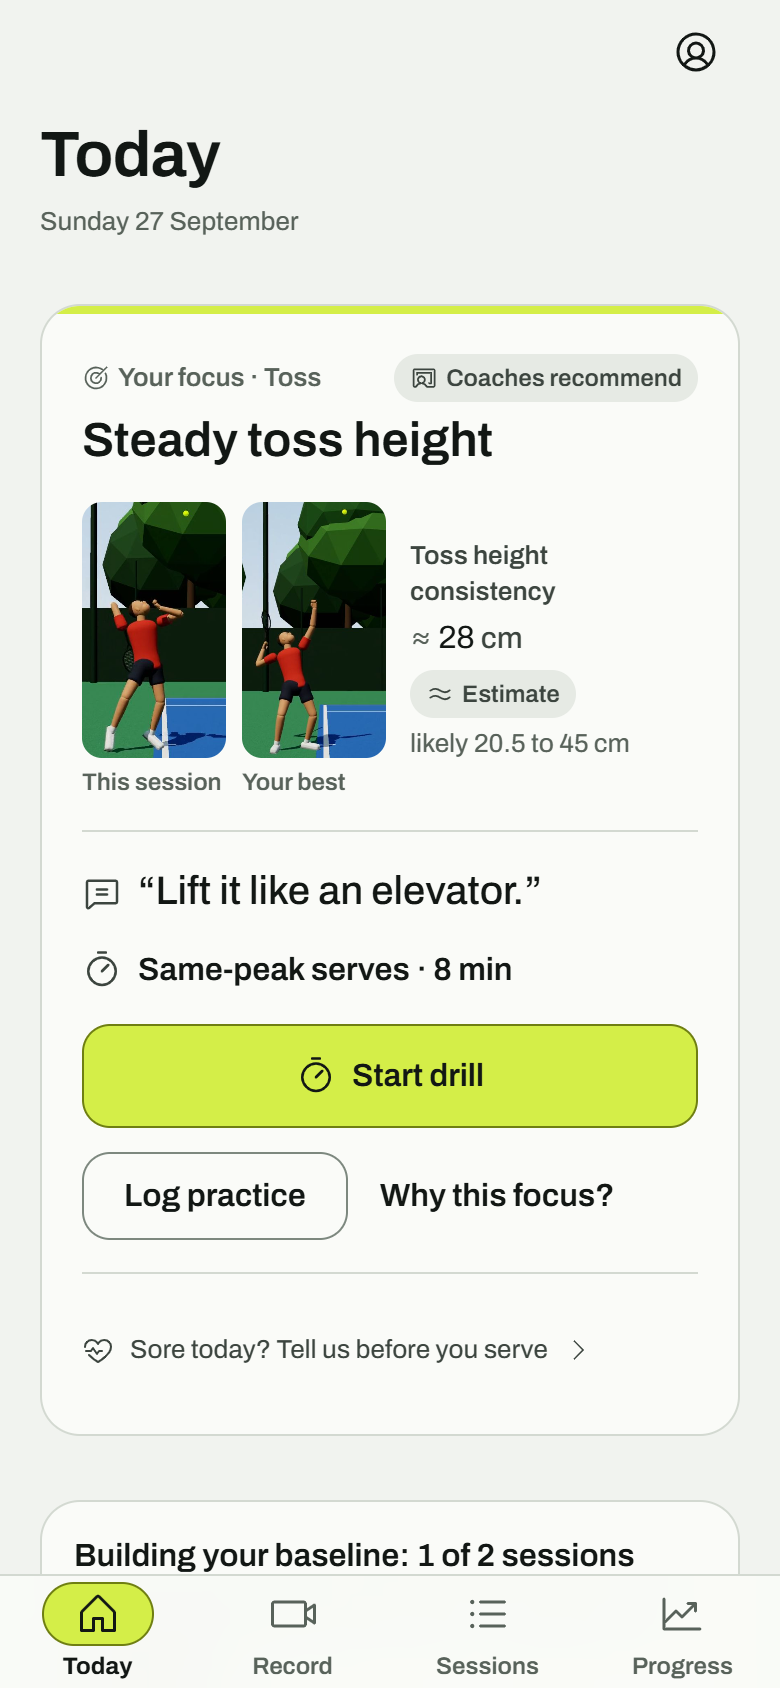 Today
Sunday 27 September
Your focus · Toss
Coaches recommend
Steady toss height
Toss height
consistency
≈ 28 cm
Estimate
likely 20.5 to 45 cm
This session
Your best
“Lift it like an elevator.”
Same-peak serves · 8 min
Start drill
Log practice
Why this focus?
Sore today? Tell us before you serve
Building your baseline: 1 of 2 sessions
Today
Record
Sessions
Progress